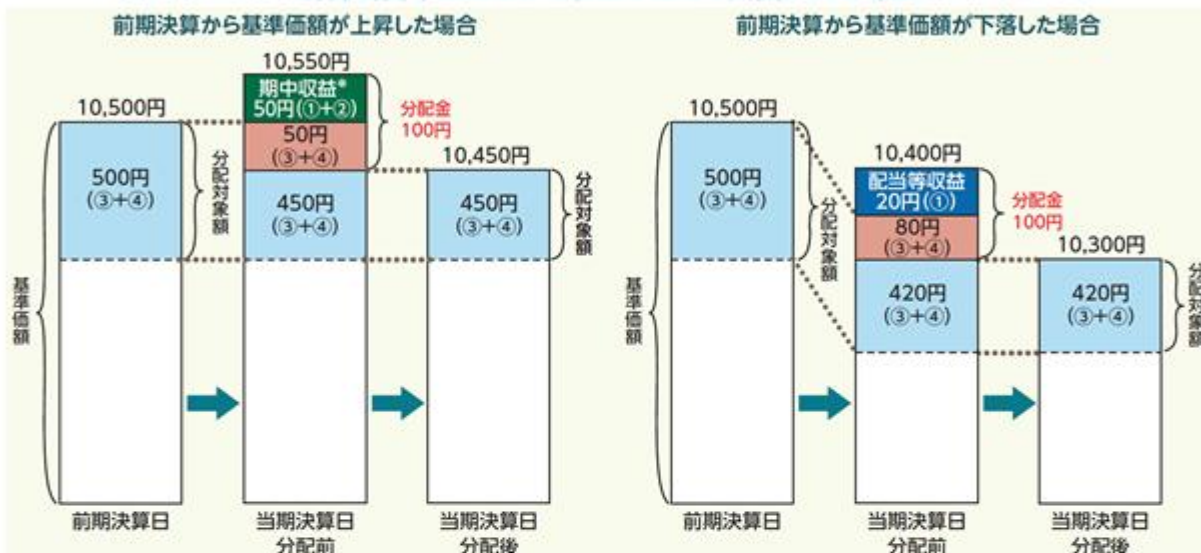 前期決算から基準価額が上昇した場合
10,550円
期中収益*
50円(①+②)
分配金
100円
10,500円
50円
(③+④)
10,450円
500円
(③+④)
分配対象額
450円
(③+④)
450円
(③+④)
分配対象額
基準価額
前期決算日
当期決算日
分配前
当期決算日
分配後
前期決算から基準価額が下落した場合
10,500円
10,400円
配当等収益
20円(①)
分配金
100円
500円
(③+④)
分配対象額
80円
(③+④)
10,300円
420円
(③+④)
420円
(③+④)
分配対象額
基準価額
前期決算日
当期決算日
分配前
当期決算日
分配後